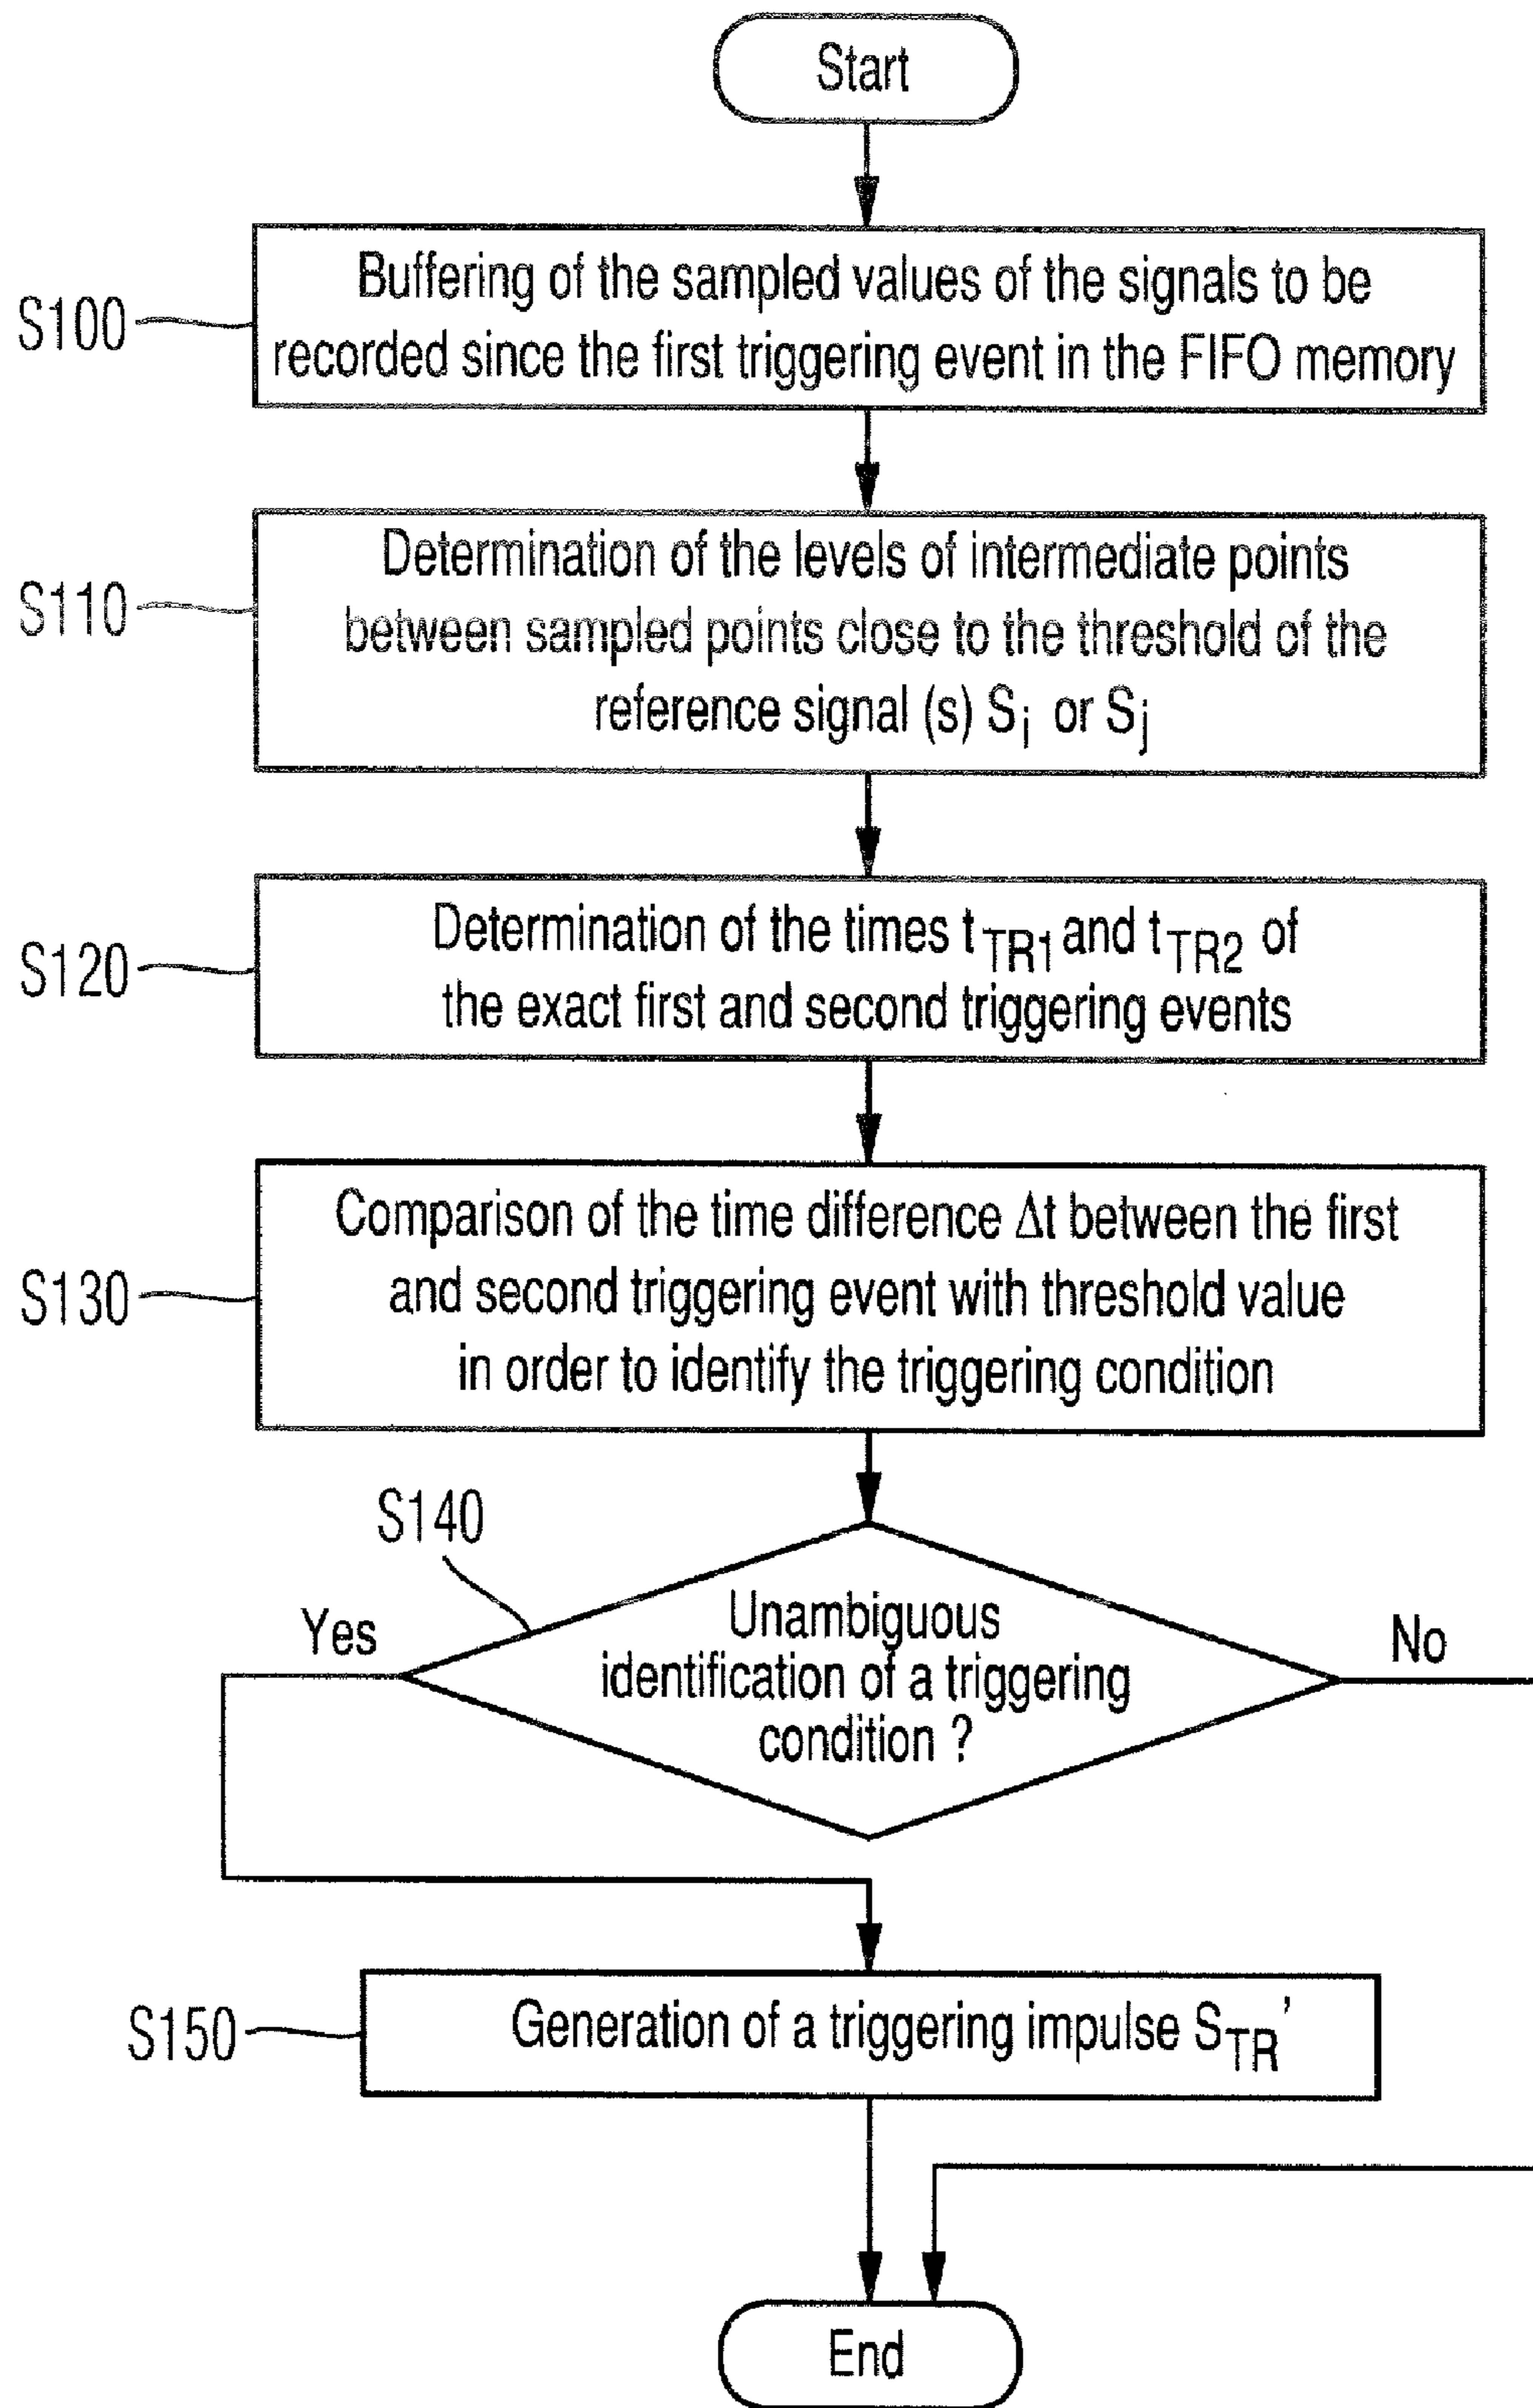 Start
S100
Buffering of the sampled values of the signals to be
recorded since the first triggering event in the FIFO memory
S110
Determination of the levels of intermediate points
between sampled points close to the threshold of the
reference signal (s) Si or Sj
S120
Determination of the times tTR1 and tTR2 of
the exact first and second triggering events
S130
Comparison of the time difference Δt between the first
and second triggering event with threshold value
in order to identify the triggering condition
S140
Yes
Unambiguous
identification of a triggering
condition ?
No
S150
Generation of a triggering impulse STR'
End